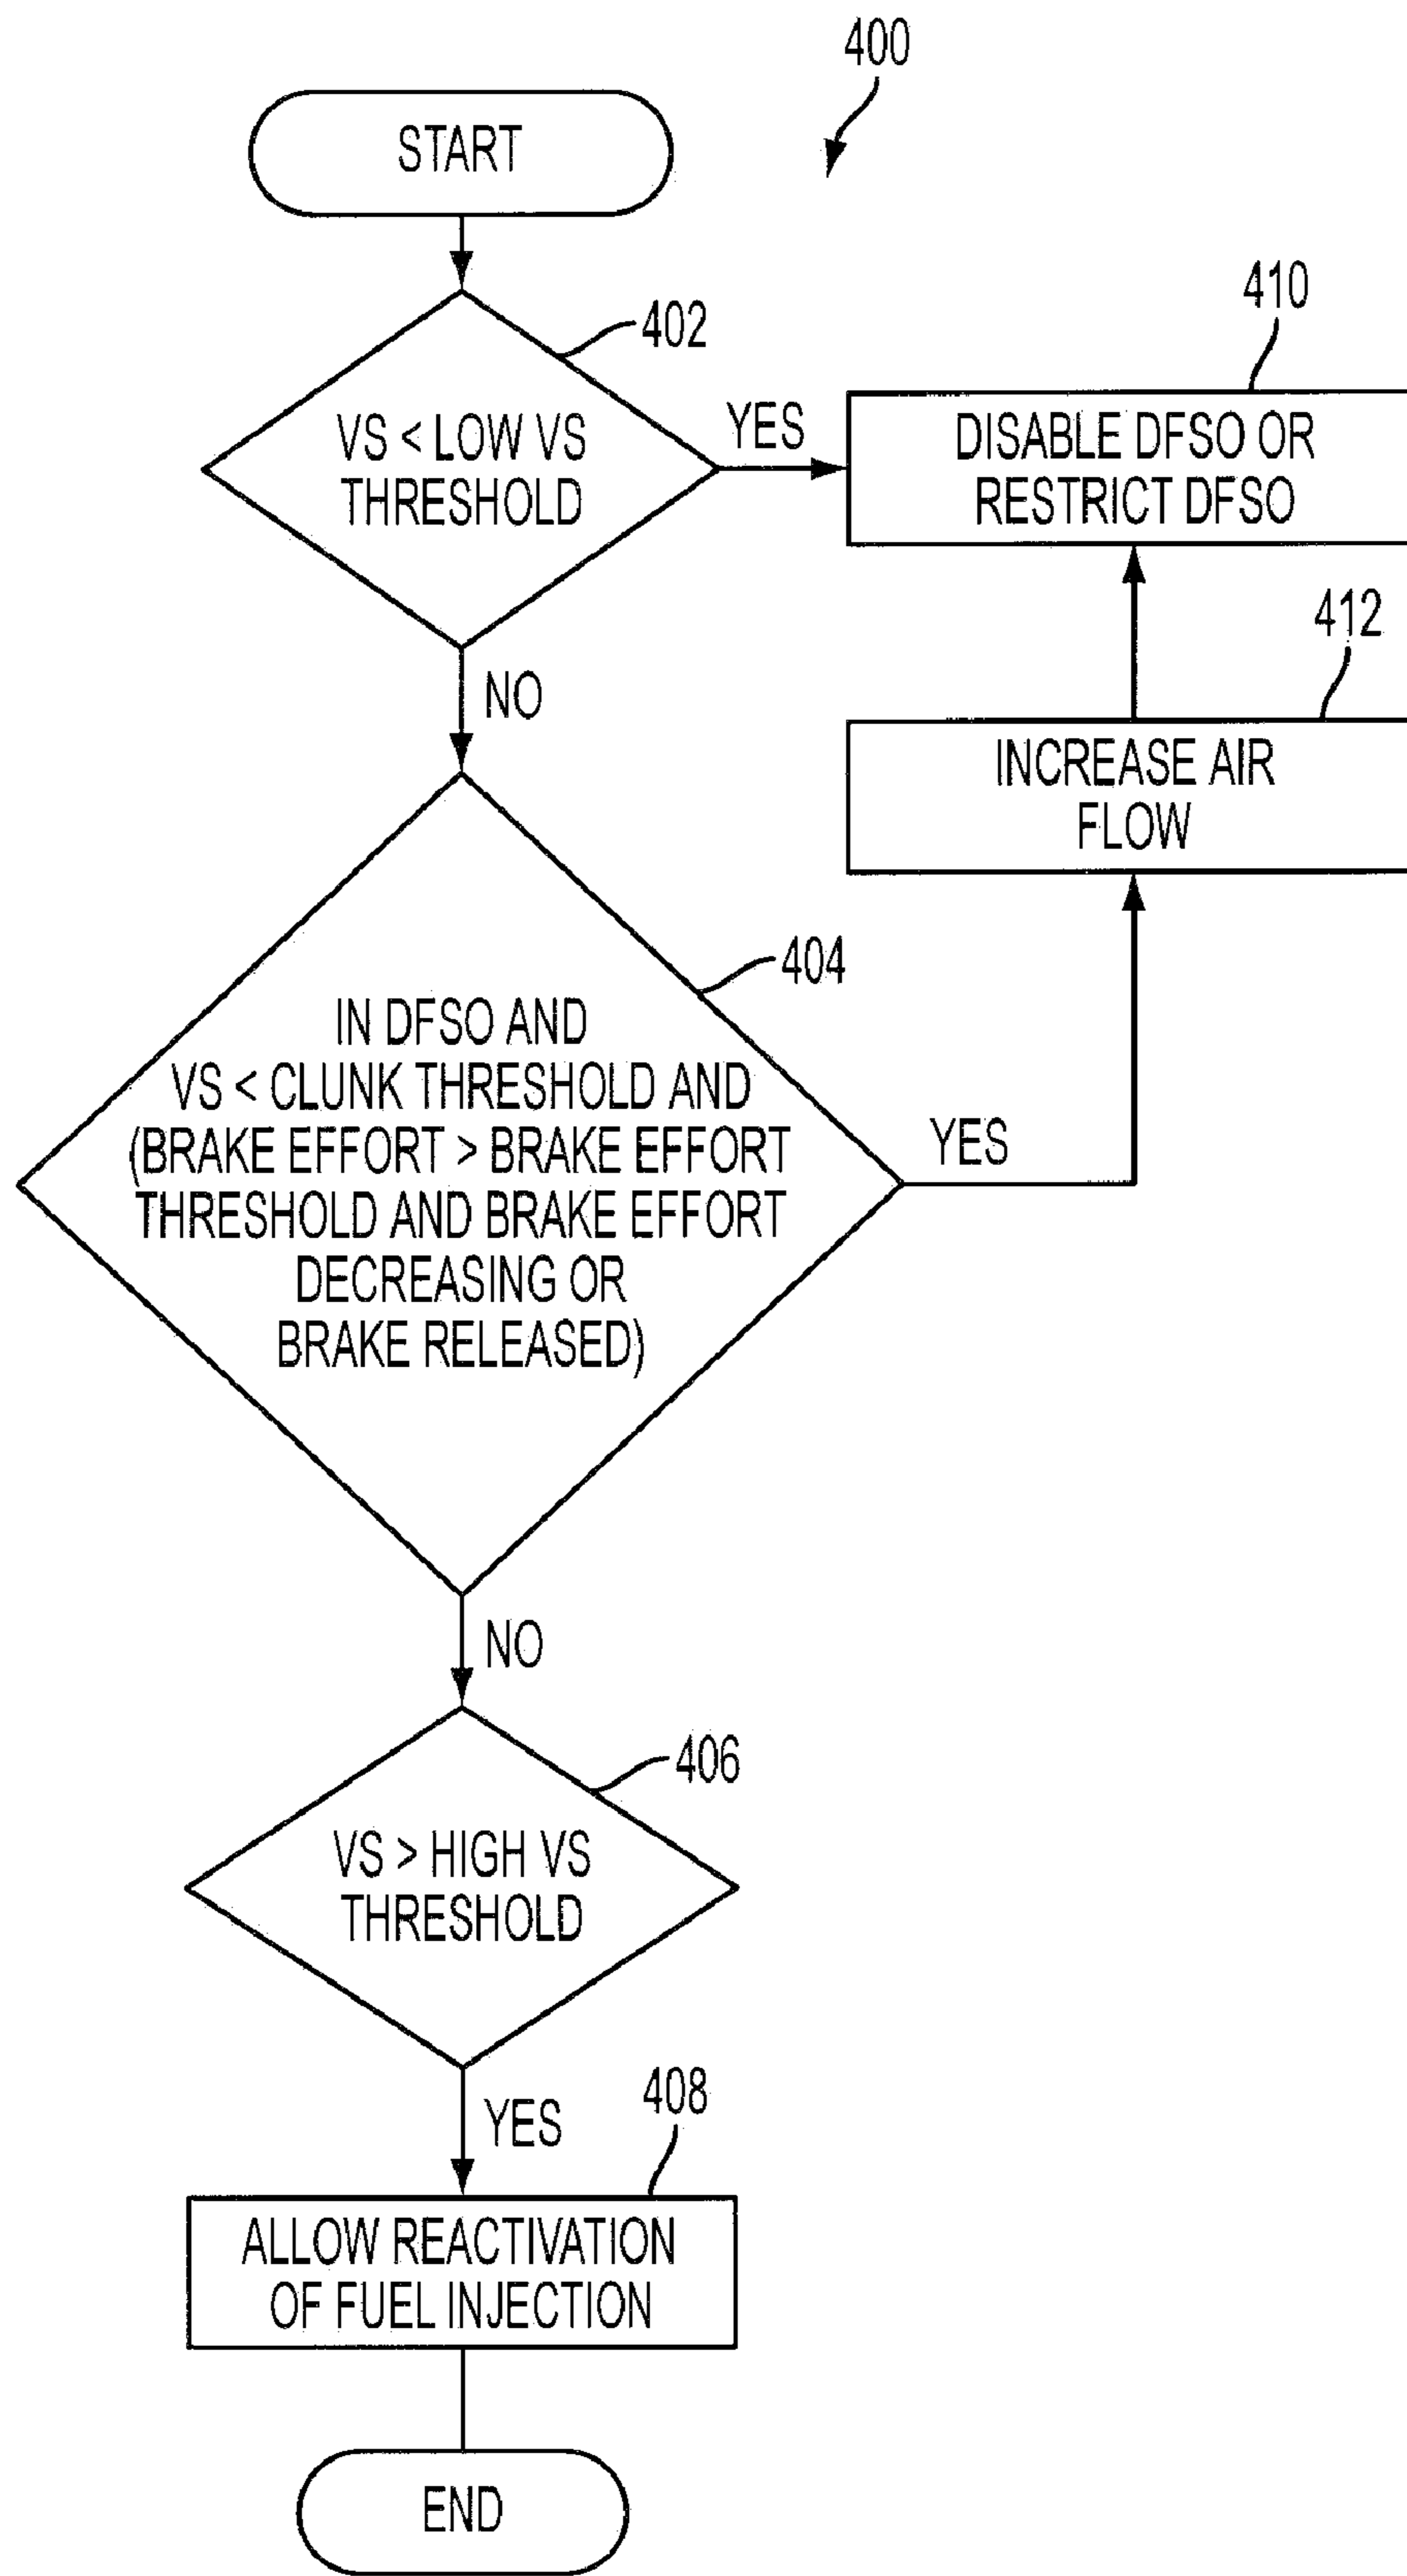 400
START
402
VS < LOW VS
THRESHOLD
YES
410
DISABLE DFSO OR
RESTRICT DFSO
NO
412
INCREASE AIR
FLOW
404
IN DFSO AND
VS < CLUNK THRESHOLD AND
(BRAKE EFFORT > BRAKE EFFORT
THRESHOLD AND BRAKE EFFORT
DECREASING OR
BRAKE RELEASED)
YES
NO
406
VS > HIGH VS
THRESHOLD
YES
408
ALLOW REACTIVATION
OF FUEL INJECTION
END